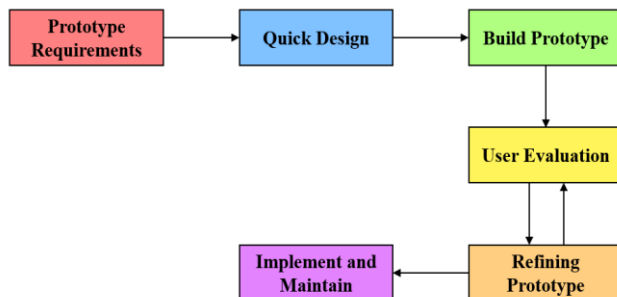 Prototype
Requirements
Quick Design
Build Prototype
User Evaluation
Implement and
Maintain
Refining
Prototype